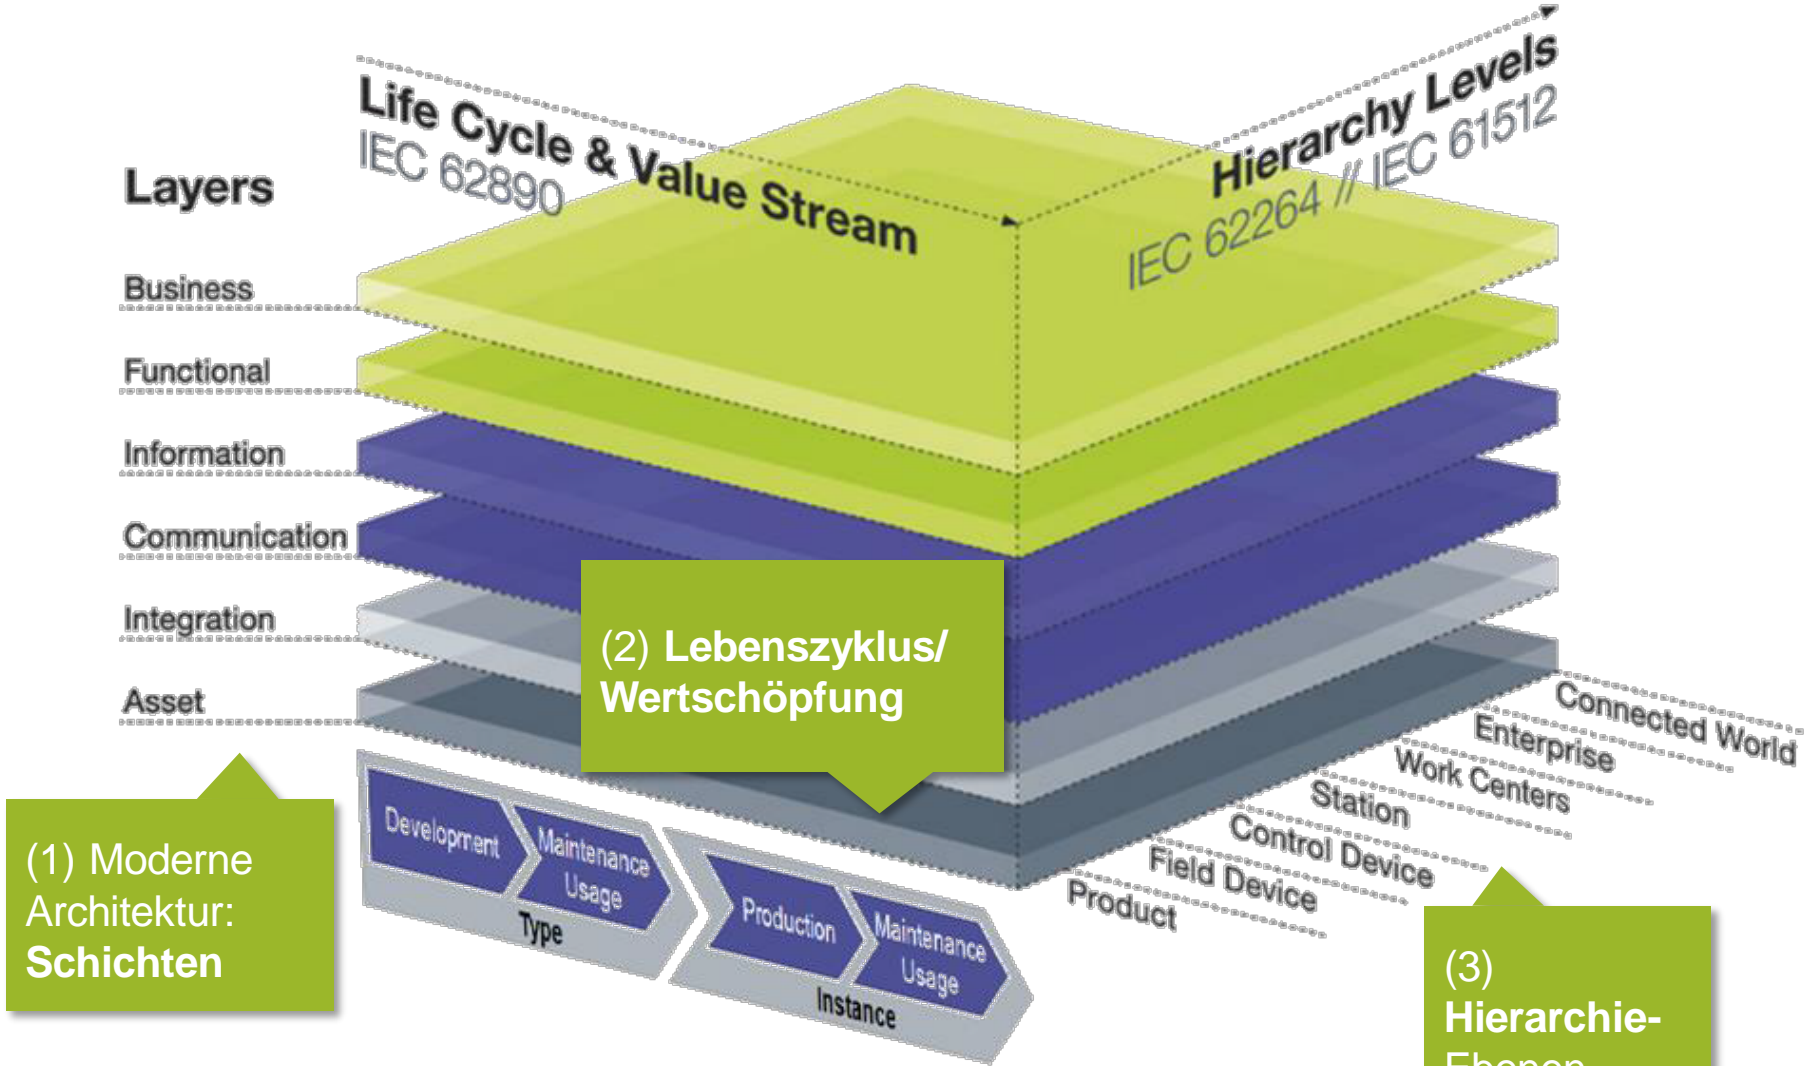 Life Cycle & Value Stream
IEC 62890
Hierarchy Levels
IEC 62264 // IEC 61512
Layers
Business
Functional
Information
Communication
Integration
Asset
(1) Moderne
Architektur:
Schichten
(2) Lebenszyklus/
Wertschöpfung
Development
Maintenance
Usage
Type
Production
Maintenance
Usage
Instance
Connected World
Enterprise
Work Centers
Station
Control Device
Field Device
Product
(3)
Hierarchie-
Ebenen